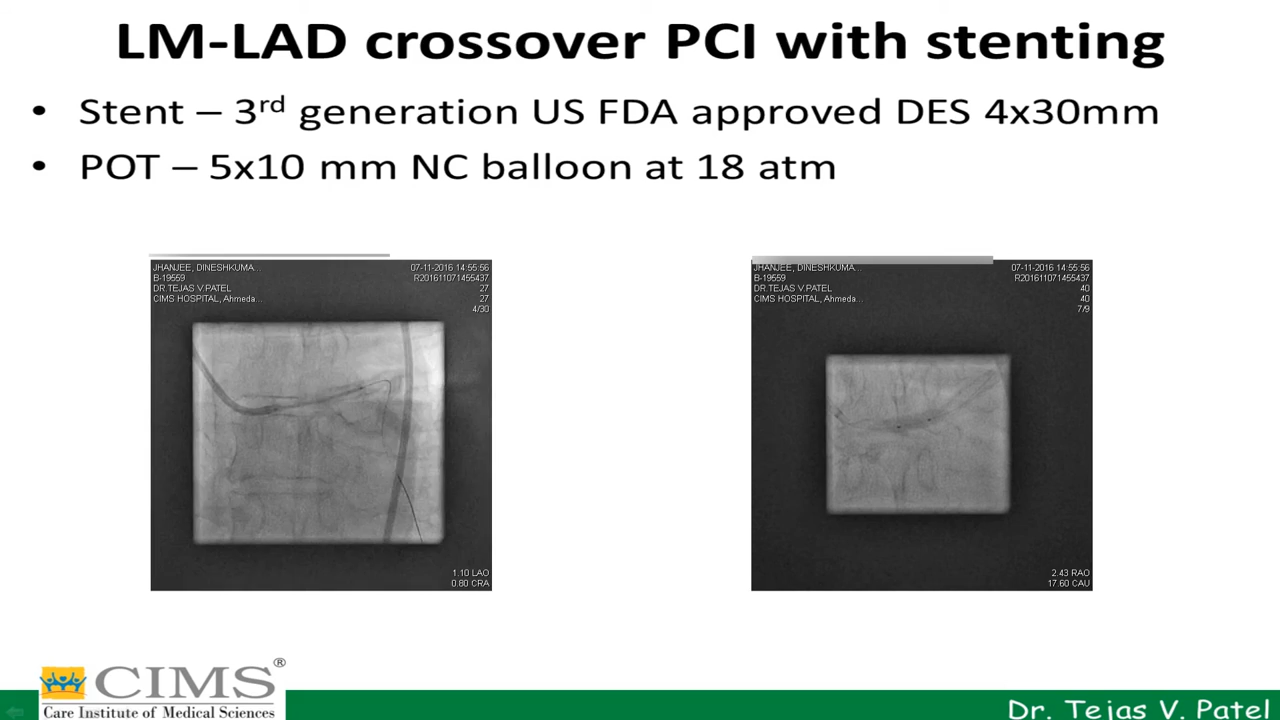 LM-LAD crossover PCI with stenting
• Stent – 3rd generation US FDA approved DES 4x30mm
• POT – 5x10 mm NC balloon at 18 atm
JHANJEE, DINESHKUMA...
07-11-2016 14:55:56
B-19559
R201611071455437
DR.TEJAS V.PATEL
27
CIMS HOSPITAL, Ahmeda...
27
4/30
1.10 LAO
0.80 CRA
JHANJEE, DINESHKUMA...
07-11-2016 14:55:56
B-19559
R201611071455437
DR.TEJAS V.PATEL
40
CIMS HOSPITAL, Ahmeda...
40
7/9
2.43 RAO
17.60 CAU
CIMS®
Care Institute of Medical Sciences
Dr. Tejas V. Patel